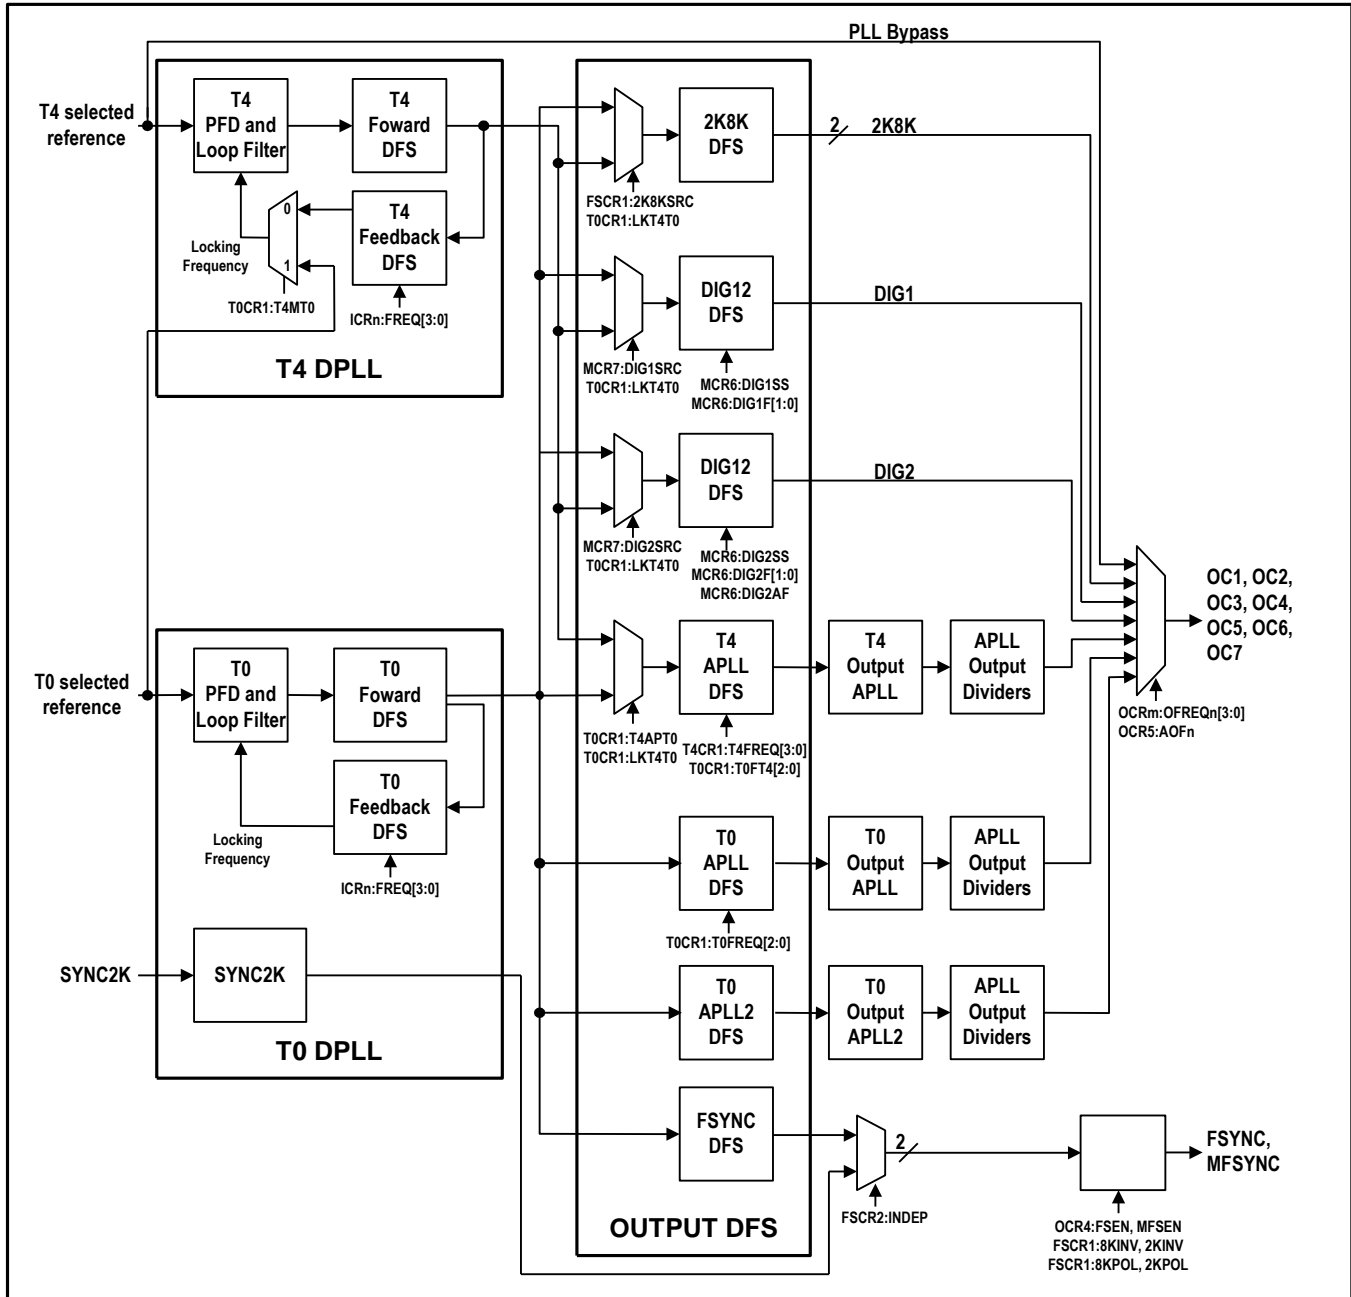 PLL Bypass
T4 selected
reference
T4
PFD and
Loop Filter
T4
Foward
DFS
T4
Feedback
DFS
0
1
Locking
Frequency
T0CR1:T4MT0
ICRn:FREQ[3:0]
T4 DPLL
2K8K
DFS
2
2K8K
FSCR1:2K8KSRC
T0CR1:LKT4T0
DIG12
DFS
DIG1
MCR7:DIG1SRC
T0CR1:LKT4T0
MCR6:DIG1SS
MCR6:DIG1F[1:0]
DIG12
DFS
DIG2
MCR7:DIG2SRC
T0CR1:LKT4T0
MCR6:DIG2SS
MCR6:DIG2F[1:0]
MCR6:DIG2AF
T4
APLL
DFS
T4
Output
APLL
APLL
Output
Dividers
T0CR1:T4APT0
T0CR1:LKT4T0
T4CR1:T4FREQ[3:0]
T0CR1:T0FT4[2:0]
OC1, OC2,
OC3, OC4,
OC5, OC6,
OC7
OCRm:OFREQn[3:0]
OCR5:AOFn
T0 selected
reference
T0
PFD and
Loop Filter
T0
Foward
DFS
T0
Feedback
DFS
Locking
Frequency
ICRn:FREQ[3:0]
T0
APLL
DFS
T0
Output
APLL
APLL
Output
Dividers
T0CR1:T0FREQ[2:0]
SYNC2K
SYNC2K
T0 DPLL
T0
APLL2
DFS
T0
Output
APLL2
APLL
Output
Dividers
FSYNC
DFS
2
FSCR2:INDEP
FSYNC,
MFSYNC
OCR4:FSEN, MFSEN
FSCR1:8KINV, 2KINV
FSCR1:8KPOL, 2KPOL
OUTPUT DFS